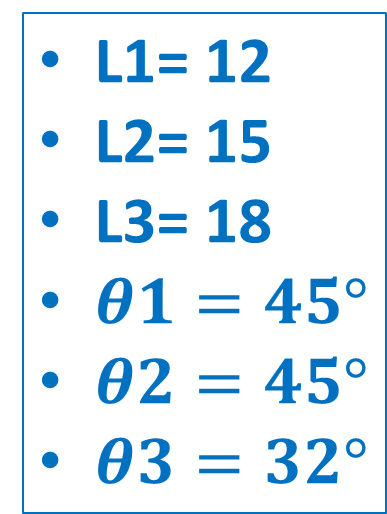 • L1= 12
• L2= 15
• L3= 18
• θ1 = 45°
• θ2 = 45°
• θ3 = 32°